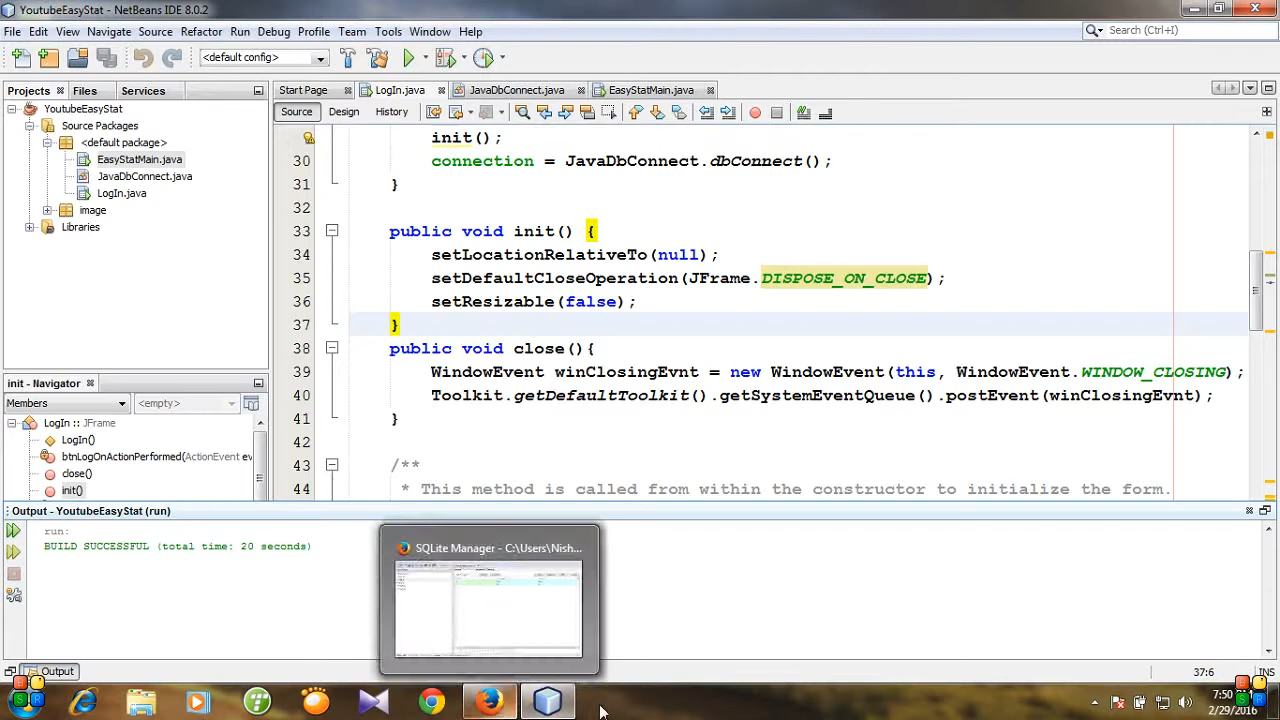 YoutubeEasyStat - NetBeans IDE 8.0.2
File Edit View Navigate Source Refactor Run Debug Profile Team Tools Window Help
Search (Ctrl+I)
<default config>
Projects Files Services
Start Page LogIn.java JavaDbConnect.java EasyStatMain.java
Source Design History
YoutubeEasyStat
Source Packages
<default package>
EasyStatMain.java
JavaDbConnect.java
LogIn.java
image
Libraries
init();
30 connection = JavaDbConnect.dbConnect();
31 }
32
33 public void init() {
34 setLocationRelativeTo(null);
35 setDefaultCloseOperation(JFrame.DISPOSE_ON_CLOSE);
36 setResizable(false);
37 }
38 public void close(){
39 WindowEvent winClosingEvnt = new WindowEvent(this, WindowEvent.WINDOW_CLOSING);
40 Toolkit.getDefaultToolkit().getSystemEventQueue().postEvent(winClosingEvnt);
41 }
42
43 /**
44 * This method is called from within the constructor to initialize the form.
init - Navigator
Members <empty>
LogIn :: JFrame
LogIn()
btnLogOnActionPerformed(ActionEvent ev
close()
init()
Output - YoutubeEasyStat (run)
run:
BUILD SUCCESSFUL (total time: 20 seconds)
SQLite Manager - C:\Users\Nish...
Output
37:6 INS
7:50
2/29/2016